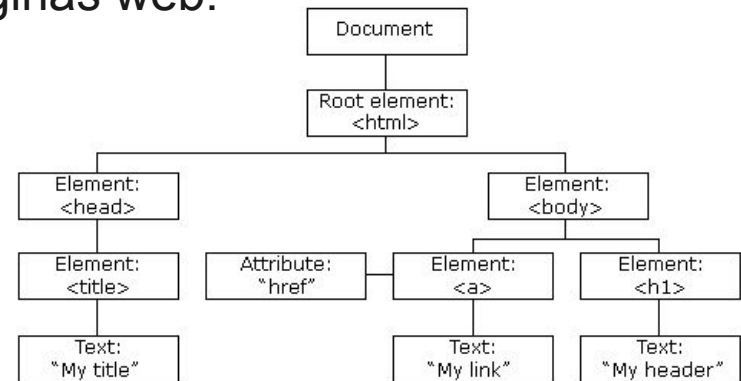 ginas web.
Document
Root element:
<html>
Element:
<head>
Element:
<body>
Element:
<title>
Attribute:
"href"
Element:
<a>
Element:
<h1>
Text:
"My title"
Text:
"My link"
Text:
"My header"